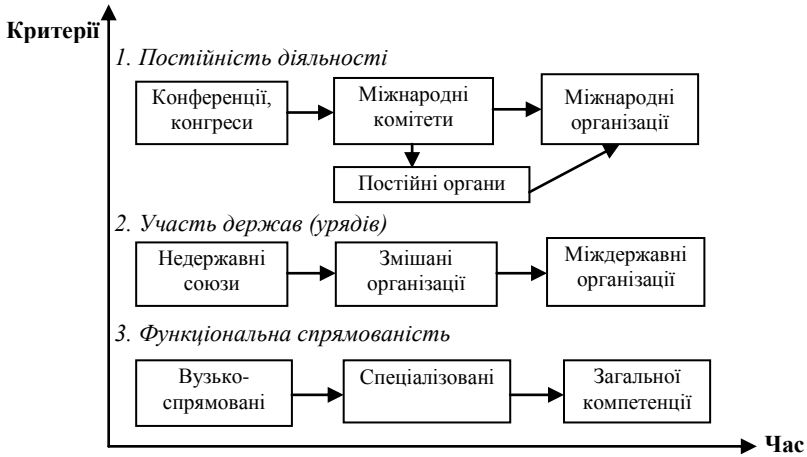 Критерії
1. Постійність діяльності
Конференції,
конгреси
Міжнародні
комітети
Міжнародні
організації
Постійні органи
2. Участь держав (урядів)
Недержавні
союзи
Змішані
організації
Міждержавні
організації
3. Функціональна спрямованість
Вузько-
спрямовані
Спеціалізовані
Загальної
компетенції
Час